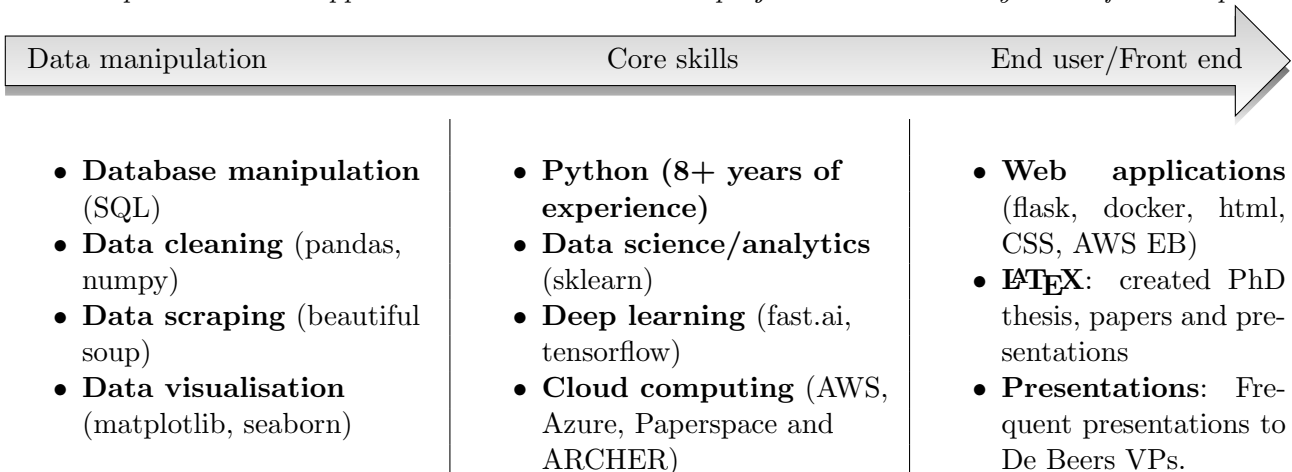 Data manipulation
Core skills
End user/Front end
• Database manipulation
(SQL)
• Data cleaning (pandas,
numpy)
• Data scraping (beautiful
soup)
• Data visualisation
(matplotlib, seaborn)
• Python (8+ years of
experience)
• Data science/analytics
(sklearn)
• Deep learning (fast.ai,
tensorflow)
• Cloud computing (AWS,
Azure, Paperspace and
ARCHER)
• Web applications
(flask, docker, html,
CSS, AWS EB)
• LATEX: created PhD
thesis, papers and pre-
sentations
• Presentations: Fre-
quent presentations to
De Beers VPs.